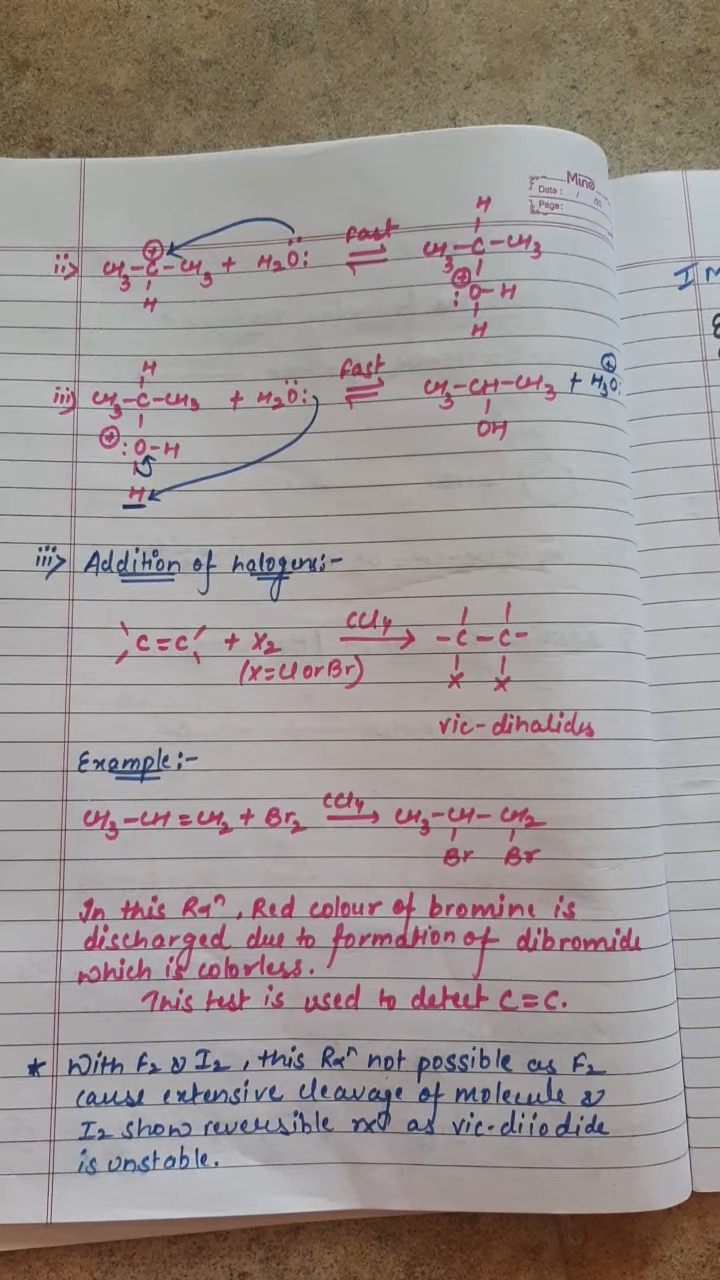 Mine
Date : / /20
Page:
H
ii> CH3-C⊕-CH3 + H2Ö: ⇌ fast CH3-C-CH3
H
⊕
:O-H
H
I M
H
iii) CH3-C-CH3 + H2Ö: ⇌ fast CH3-CH-CH3 + H3O:⊕
⊕:O-H
OH
H
iii> Addition of halogens:-
C=C + X2 CCl4 → -C-C-
(X=Cl or Br)
X X
vic-dihalides
Example:-
CH3-CH=CH2 + Br2 CCl4 → CH3-CH-CH2
Br Br
In this Rxn, Red colour of bromine is
discharged due to formation of dibromide
which is colorless.
This test is used to detect C=C.
* With F2 & I2, this Rxn not possible as F2
cause extensive cleavage of molecule &
I2 show reversible rxn as vic-diiodide
is unstable.